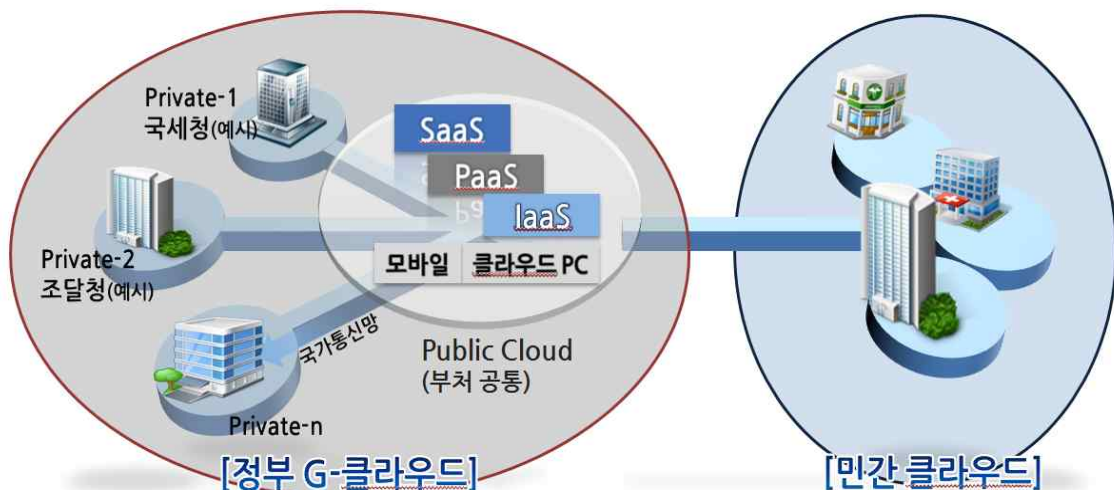 Private-1
국세청(예시)
SaaS
PaaS
IaaS
모바일
클라우드 PC
Private-2
조달청(예시)
국가통신망
Public Cloud
(부처 공통)
Private-n
[정부 G-클라우드]
[민간 클라우드]